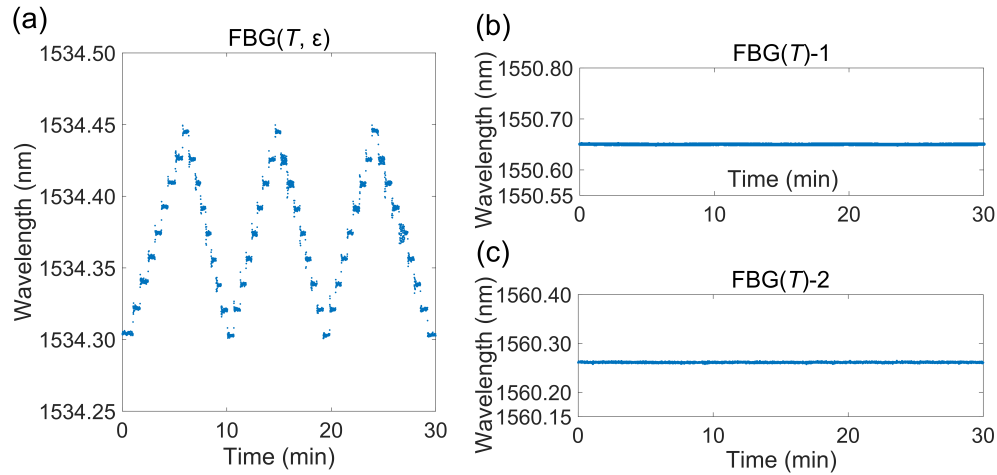 (a)
FBG(T, ε)
Wavelength (nm)
1534.50
1534.45
1534.40
1534.35
1534.30
1534.25
0 10 20 30
Time (min)
(b)
FBG(T)-1
Wavelength (nm)
1550.80
1550.70
1550.60
1550.55
Time (min)
0 10 20 30
(c)
FBG(T)-2
Wavelength (nm)
1560.40
1560.30
1560.20
1560.15
0 10 20 30
Time (min)